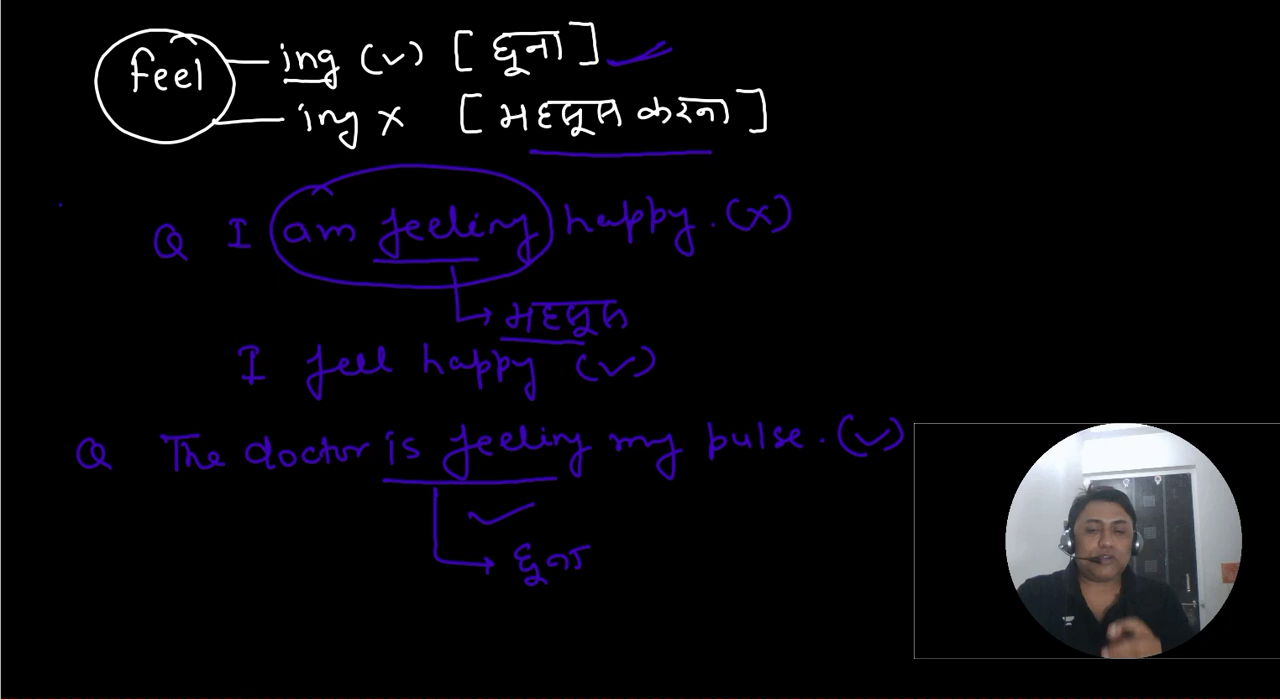 feel
ing (✓) [ छूना ] ✓
ing x [ महसूस करना ]
Q I am feeling happy. (x)
→ महसूस
I feel happy (✓)
Q The doctor is feeling my pulse. (✓)
✓
→ छूना